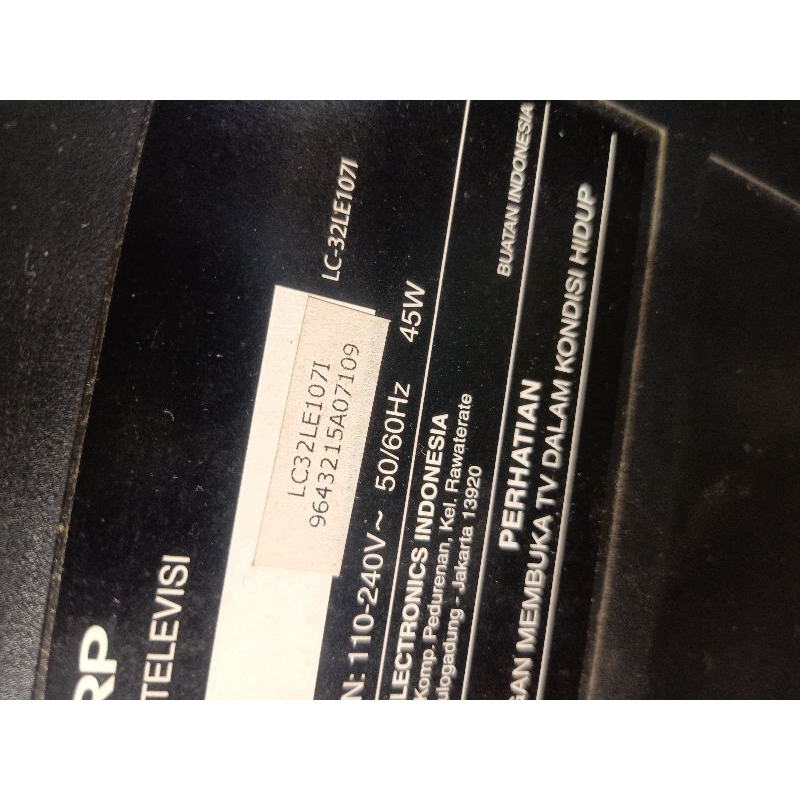 RP
TELEVISI
LC-32LE107I
LC32LE107I
9643215A07109
N: 110-240V~ 50/60Hz 45W
LECTRONICS INDONESIA
Komp. Pedurenan, Kel. Rawaterate
ulogadung - Jakarta 13920
BUATAN INDONESIA
PERHATIAN
GAN MEMBUKA TV DALAM KONDISI HIDUP